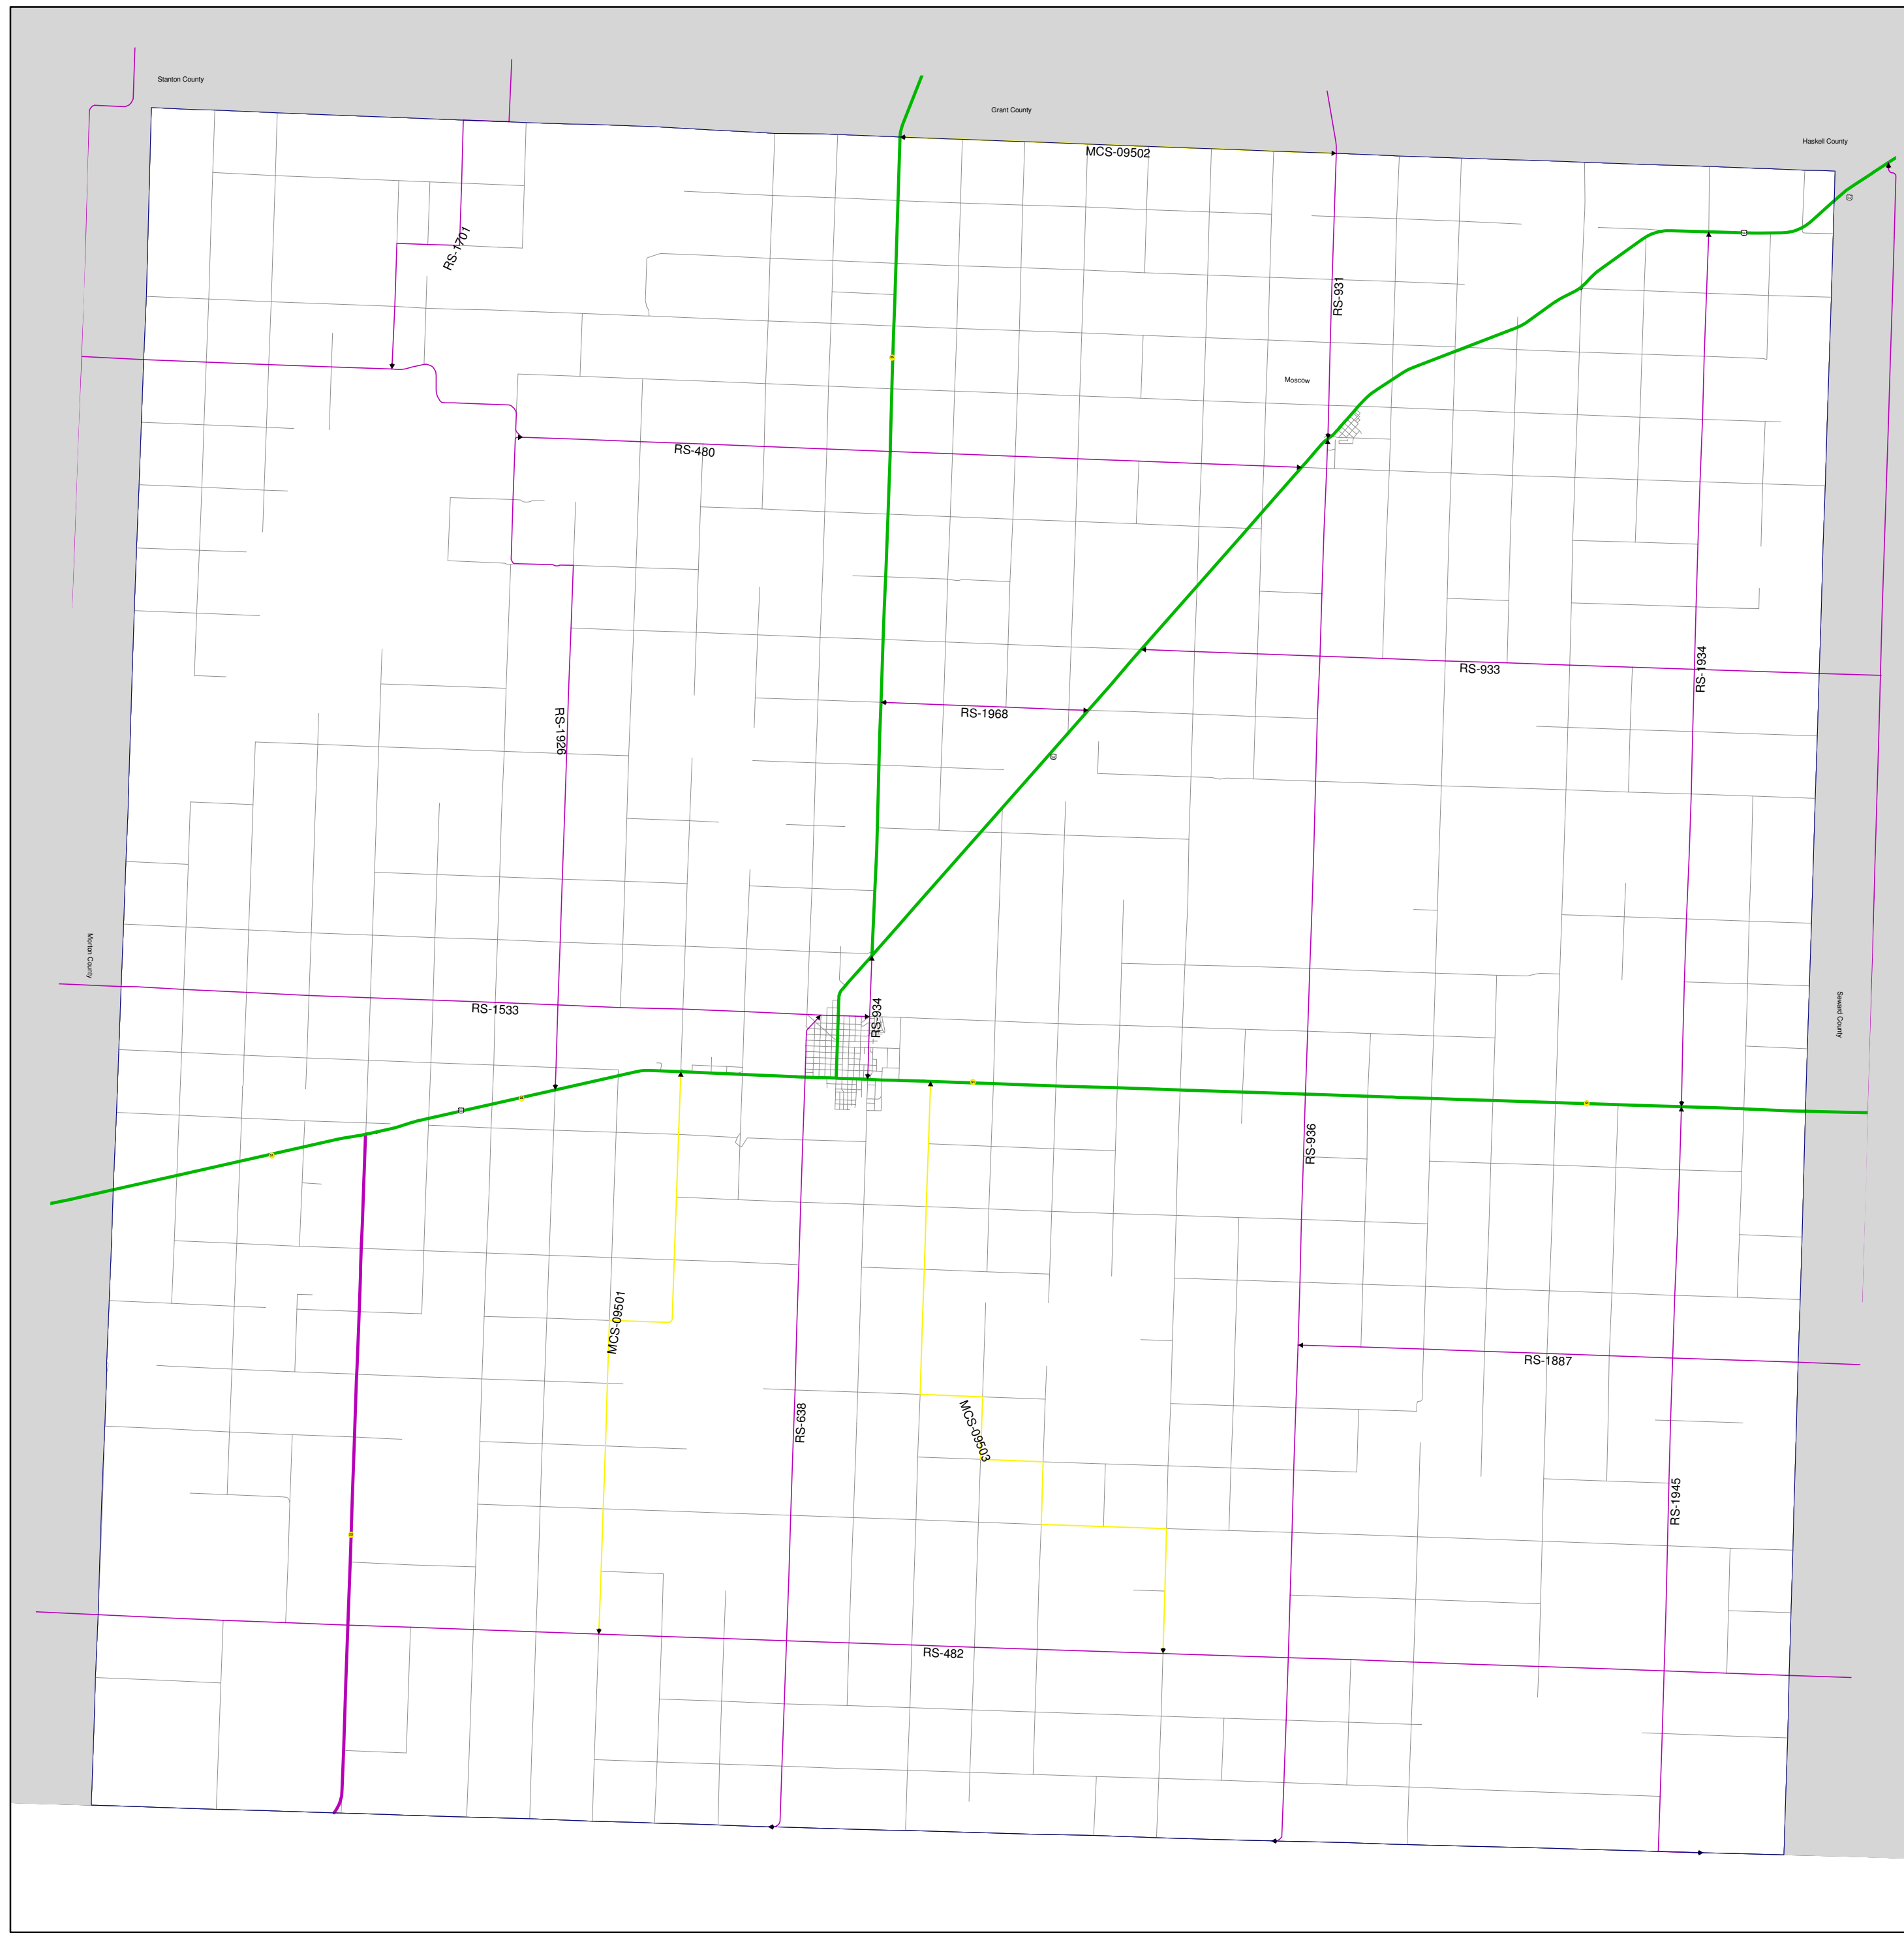 Stanton County
Grant County
Haskell County
MCS-09502
RS-1701
RS-931
Moscow
RS-480
RS-933
RS-1934
RS-1968
RS-1926
Morton County
RS-1533
RS-934
Seward County
RS-936
MCS-09501
RS-1887
RS-638
MCS-09503
RS-1945
RS-482